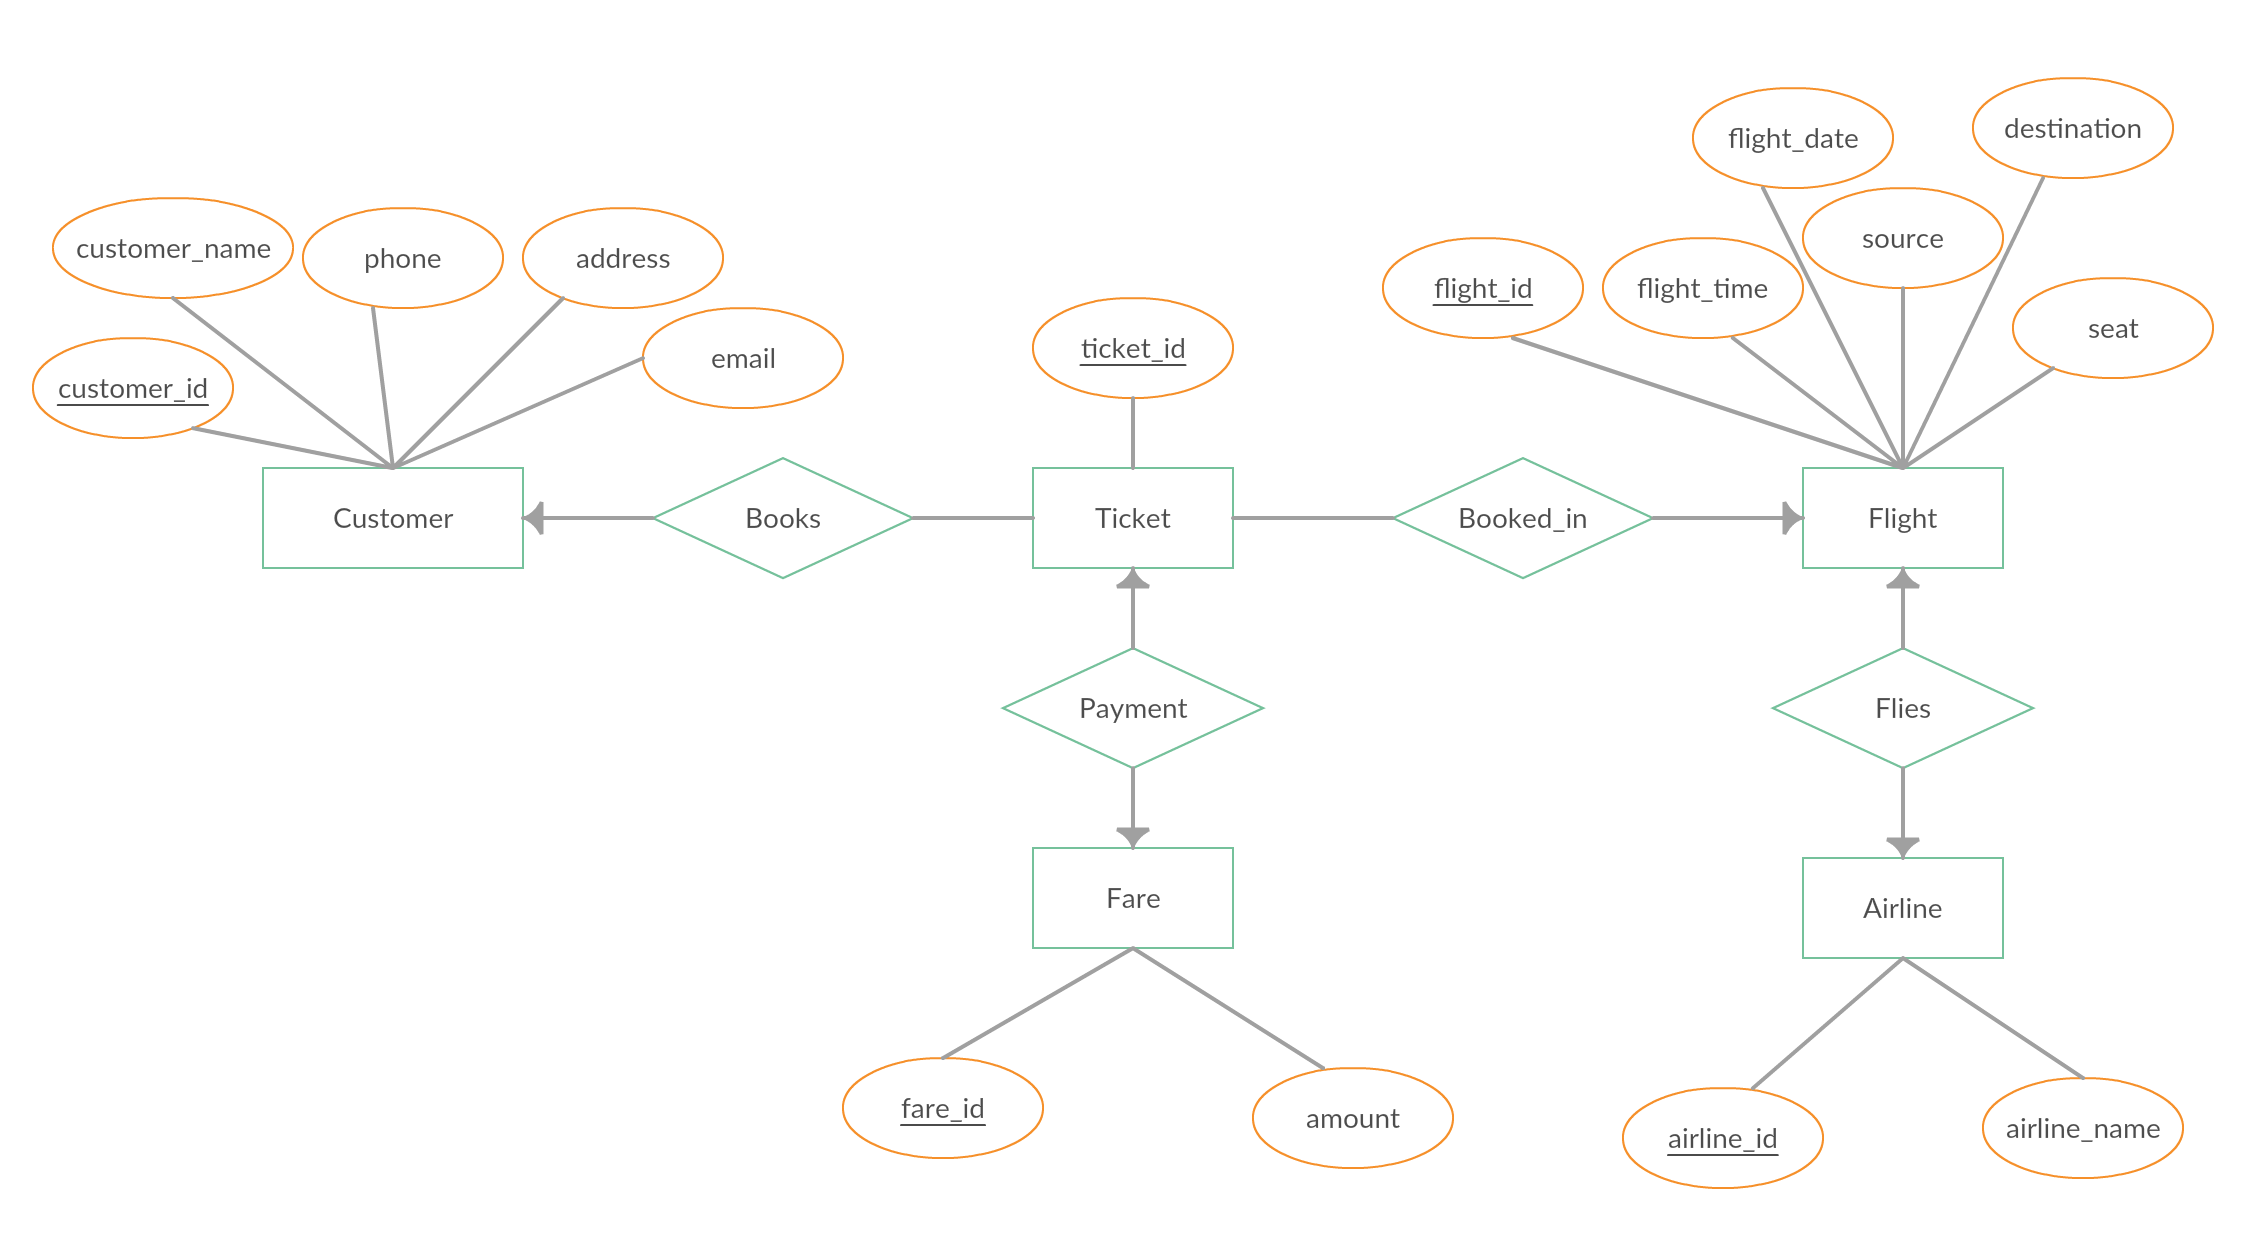 flight_date
destination
customer_name
phone
address
source
flight_id
flight_time
seat
customer_id
email
ticket_id
Customer
Books
Ticket
Booked_in
Flight
Payment
Flies
Fare
Airline
fare_id
amount
airline_id
airline_name